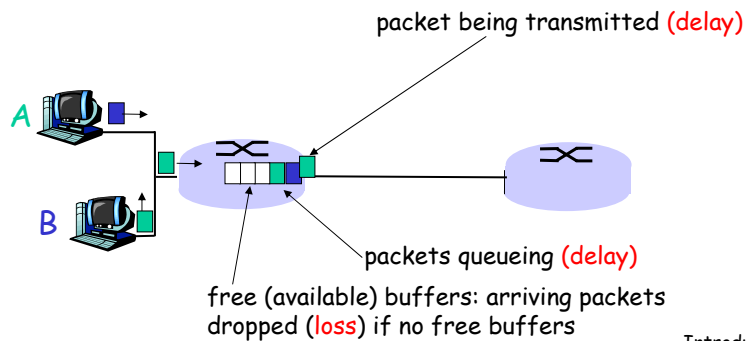 packet being transmitted (delay)
A
B
packets queueing (delay)
free (available) buffers: arriving packets
dropped (loss) if no free buffers